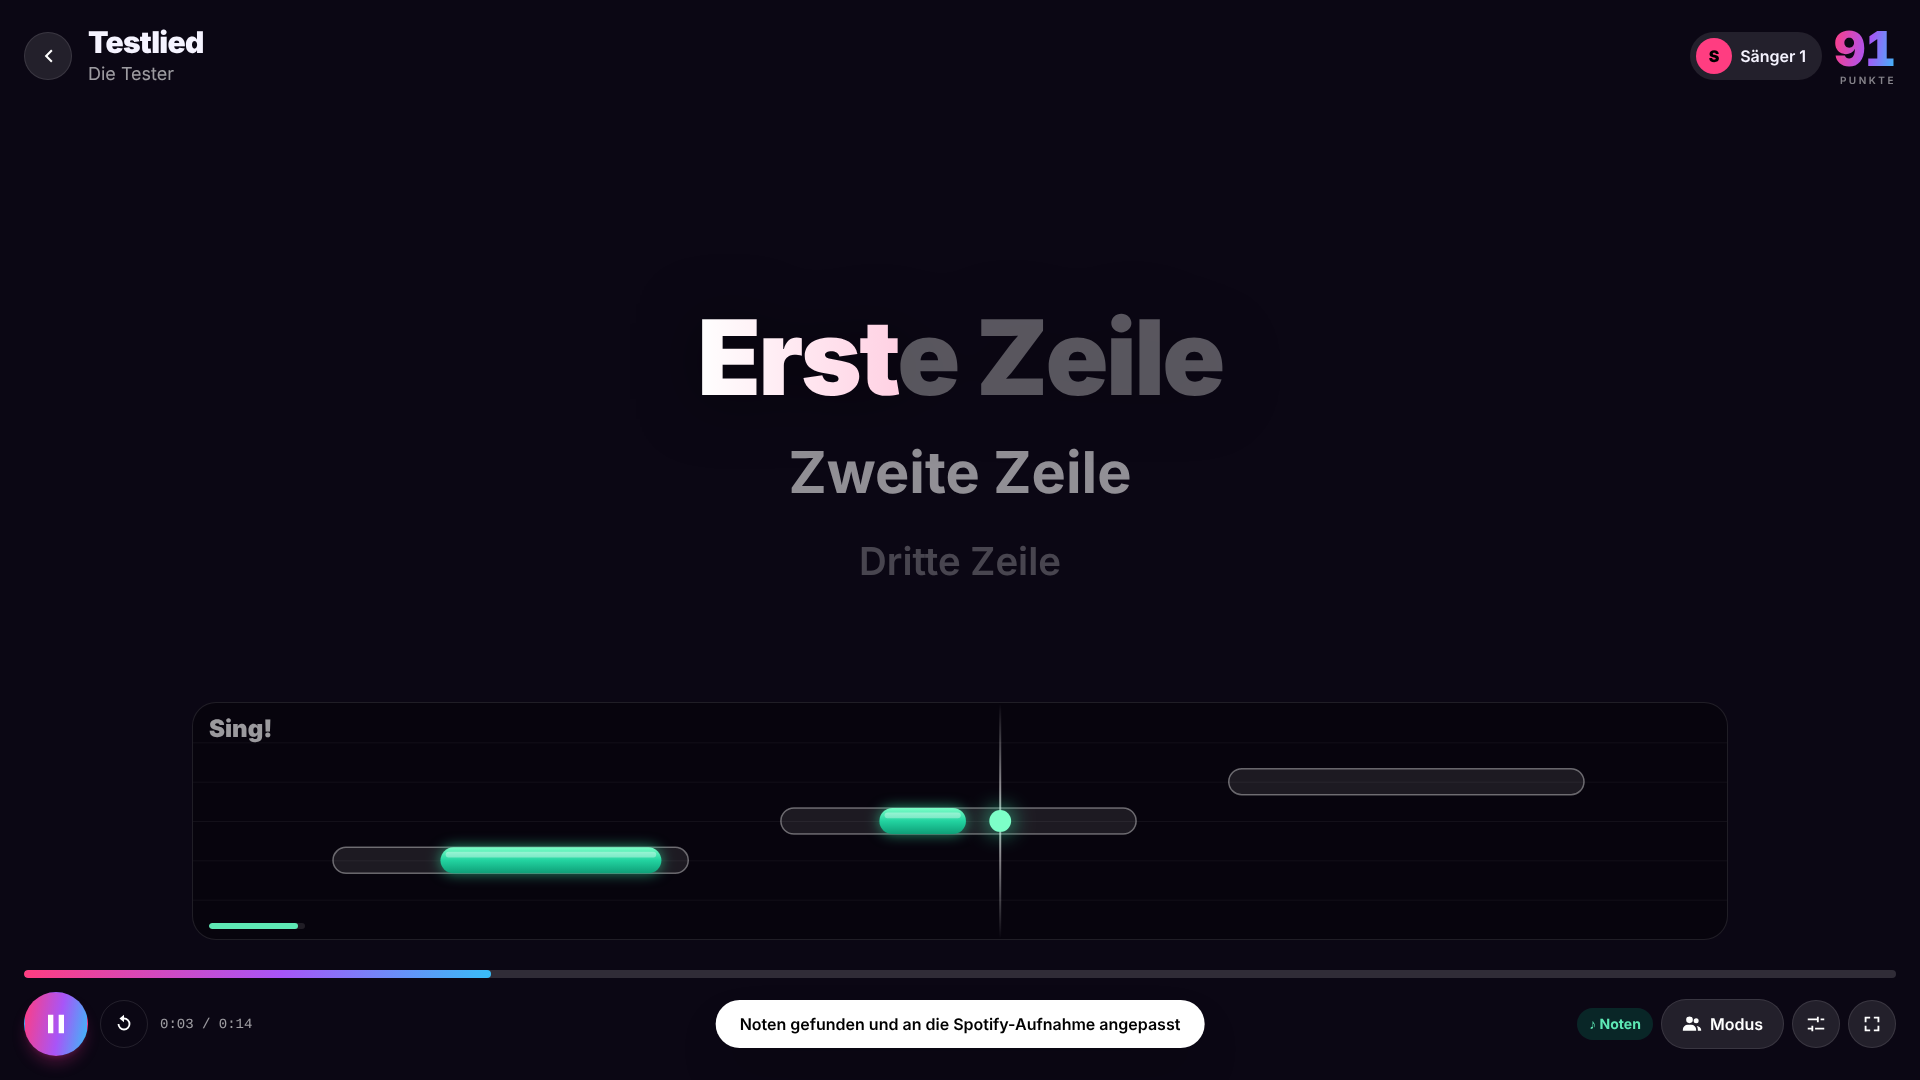 Testlied
Die Tester
S Sänger 1
91
PUNKTE
Erste Zeile
Zweite Zeile
Dritte Zeile
Sing!
0:03 / 0:14
Noten gefunden und an die Spotify-Aufnahme angepasst
♪ Noten
Modus